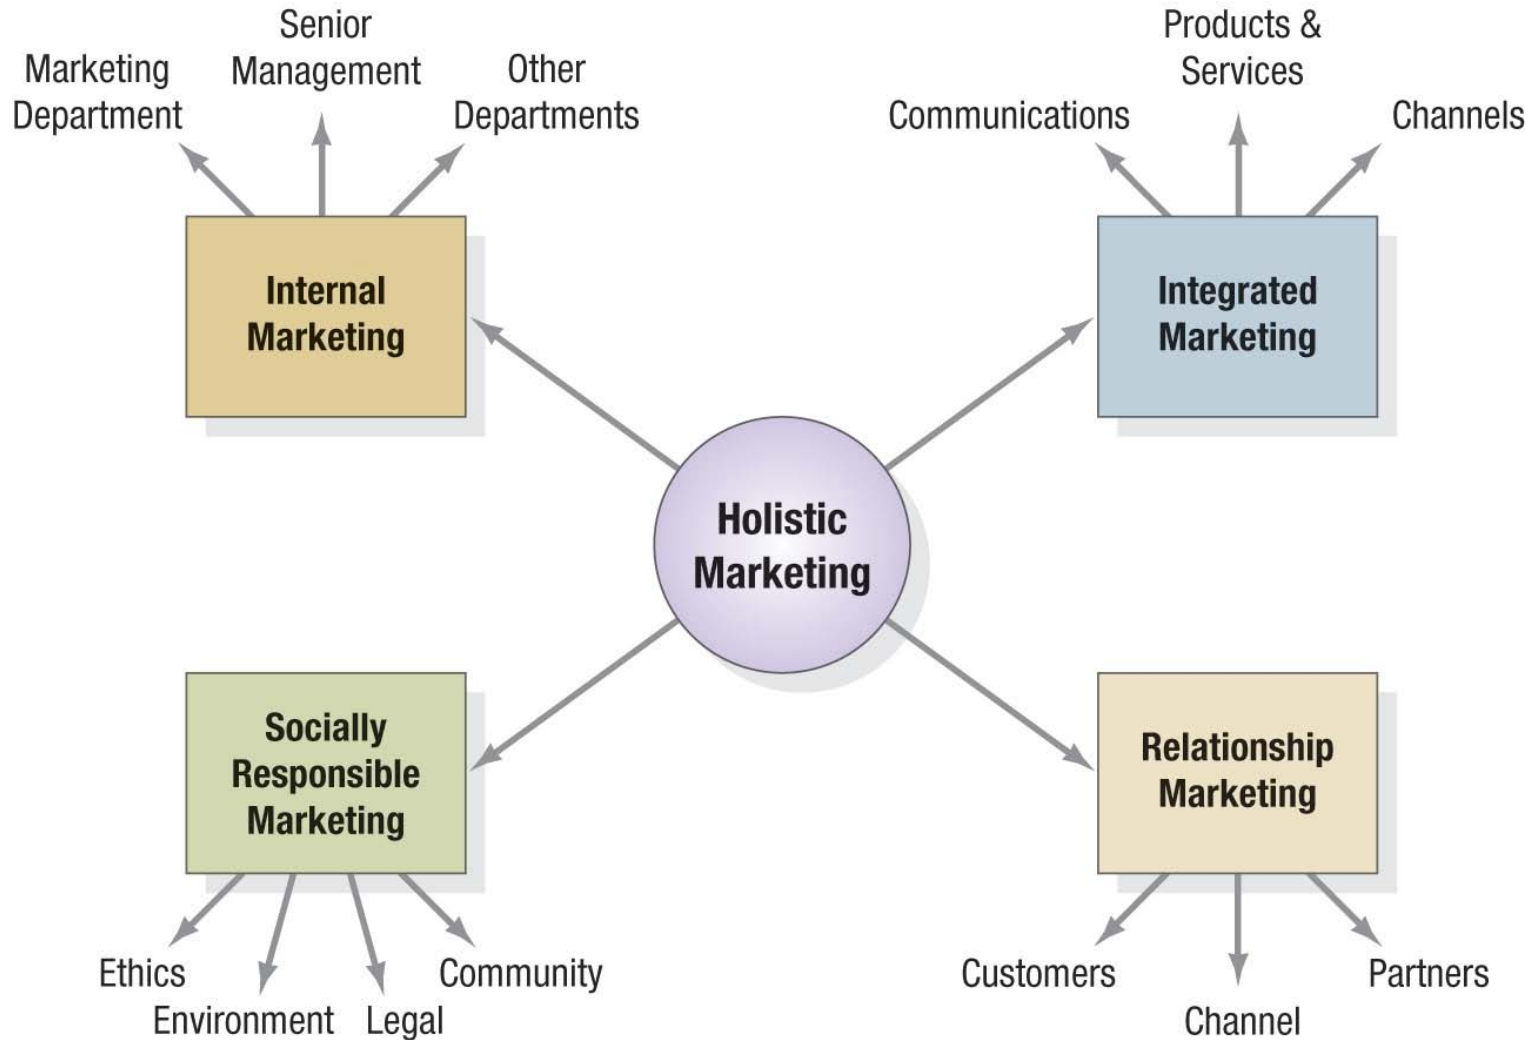 Marketing
Department
Senior
Management
Other
Departments
Internal
Marketing
Communications
Products &
Services
Channels
Integrated
Marketing
Holistic
Marketing
Socially
Responsible
Marketing
Ethics
Environment
Legal
Community
Relationship
Marketing
Customers
Channel
Partners